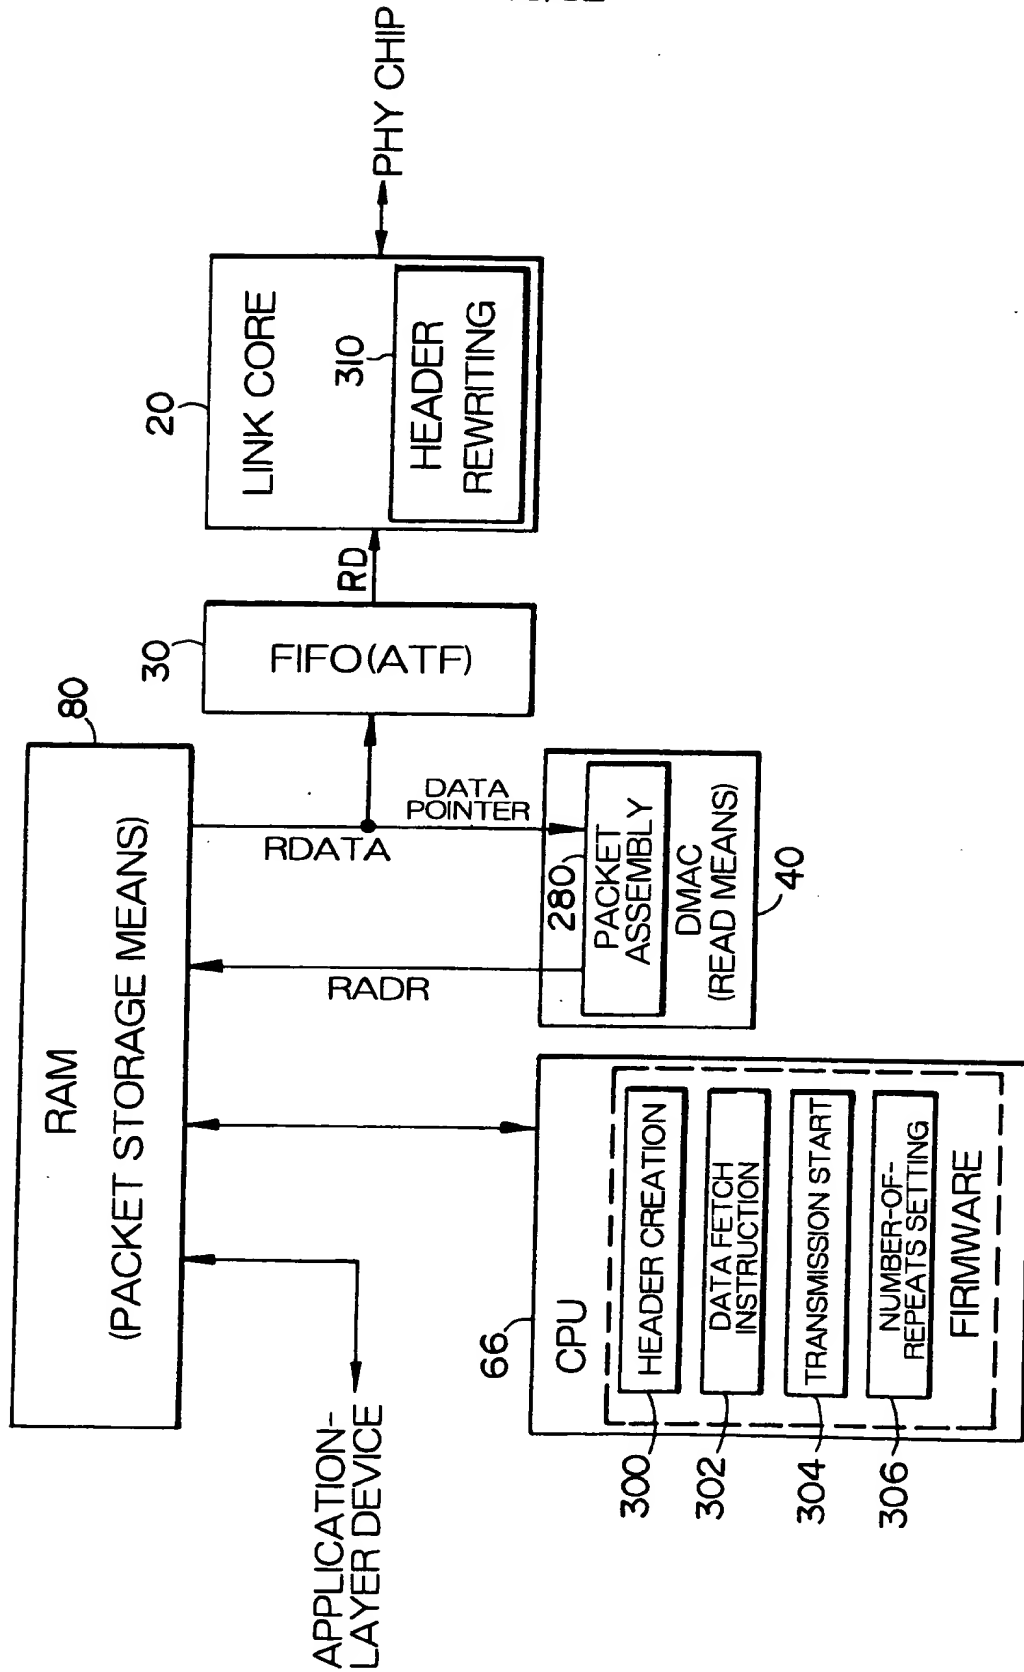 RAM
(PACKET STORAGE MEANS)
80
APPLICATION-
LAYER DEVICE
RADR
RDATA
DATA
POINTER
30
FIFO(ATF)
RD
20
LINK CORE
310
HEADER
REWRITING
PHY CHIP
280
PACKET
ASSEMBLY
DMAC
(READ MEANS)
40
66
CPU
300
HEADER CREATION
302
DATA FETCH
INSTRUCTION
304
TRANSMISSION START
306
NUMBER-OF-
REPEATS SETTING
FIRMWARE